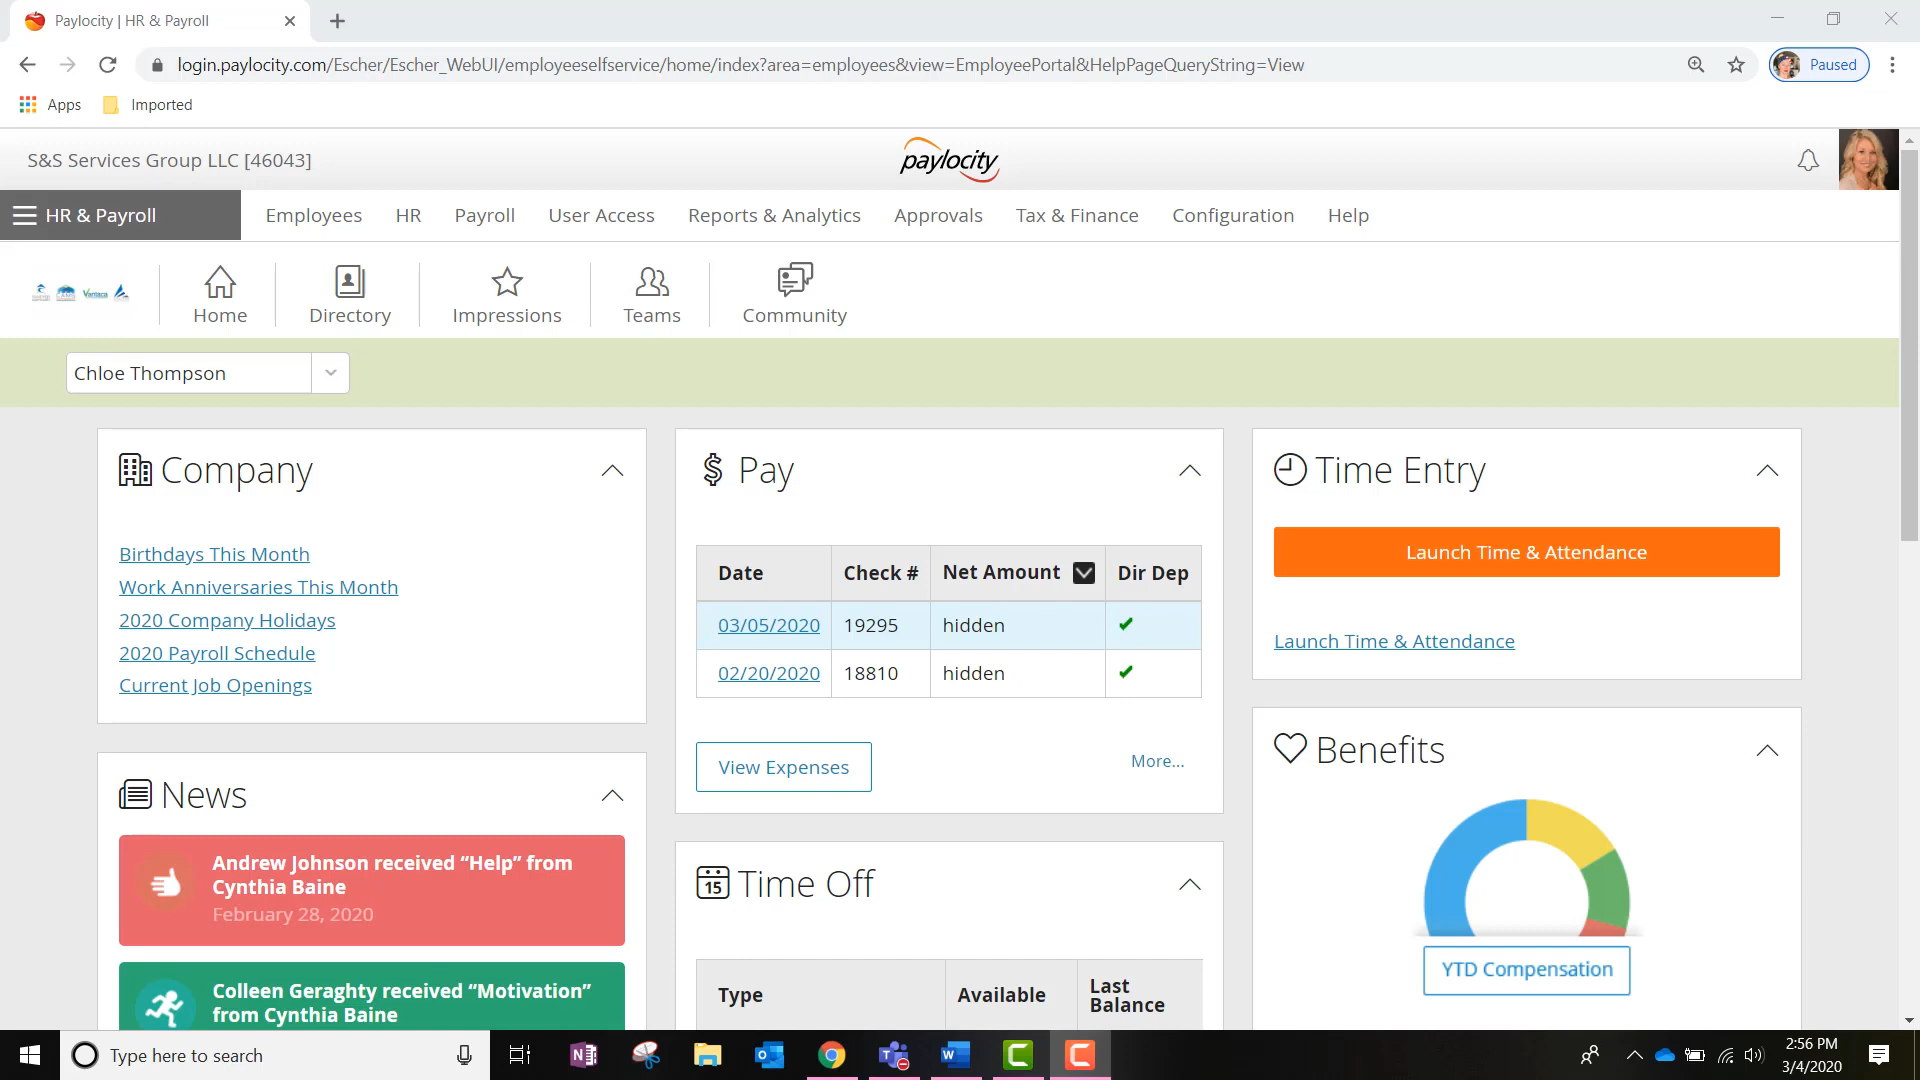 Paylocity | HR & Payroll
login.paylocity.com/Escher/Escher_WebUI/employeeselfservice/home/index?area=employees&view=EmployeePortal&HelpPageQueryString=View
Paused
Apps
Imported
S&S Services Group LLC [46043]
paylocity
HR & Payroll
Employees
HR
Payroll
User Access
Reports & Analytics
Approvals
Tax & Finance
Configuration
Help
Vantaca
Home
Directory
Impressions
Teams
Community
Chloe Thompson
Company
Birthdays This Month
Work Anniversaries This Month
2020 Company Holidays
2020 Payroll Schedule
Current Job Openings
News
Andrew Johnson received “Help” from
Cynthia Baine
February 28, 2020
Colleen Geraghty received “Motivation”
from Cynthia Baine
Pay
Date Check # Net Amount Dir Dep
03/05/2020 19295 hidden
02/20/2020 18810 hidden
View Expenses
More...
15 Time Off
Type Available Last
Balance
Time Entry
Launch Time & Attendance
Launch Time & Attendance
Benefits
YTD Compensation
Type here to search
2:56 PM
3/4/2020